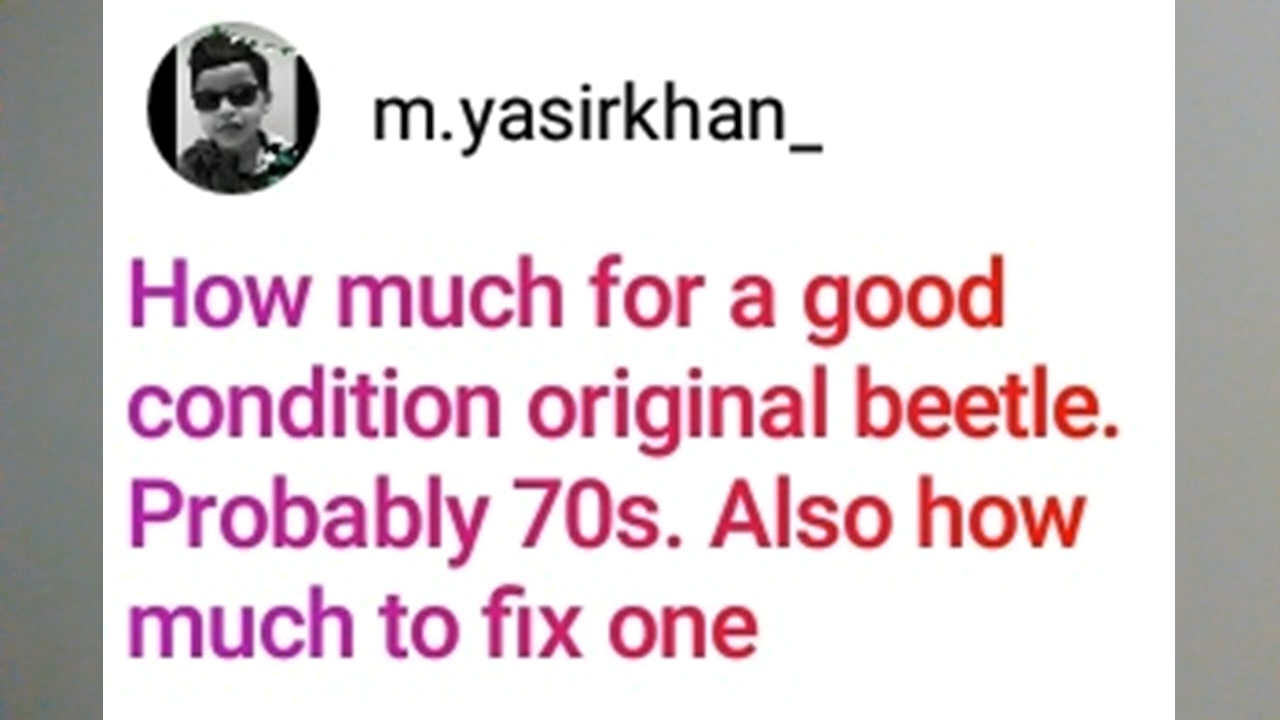 m.yasirkhan_
How much for a good
condition original beetle.
Probably 70s. Also how
much to fix one